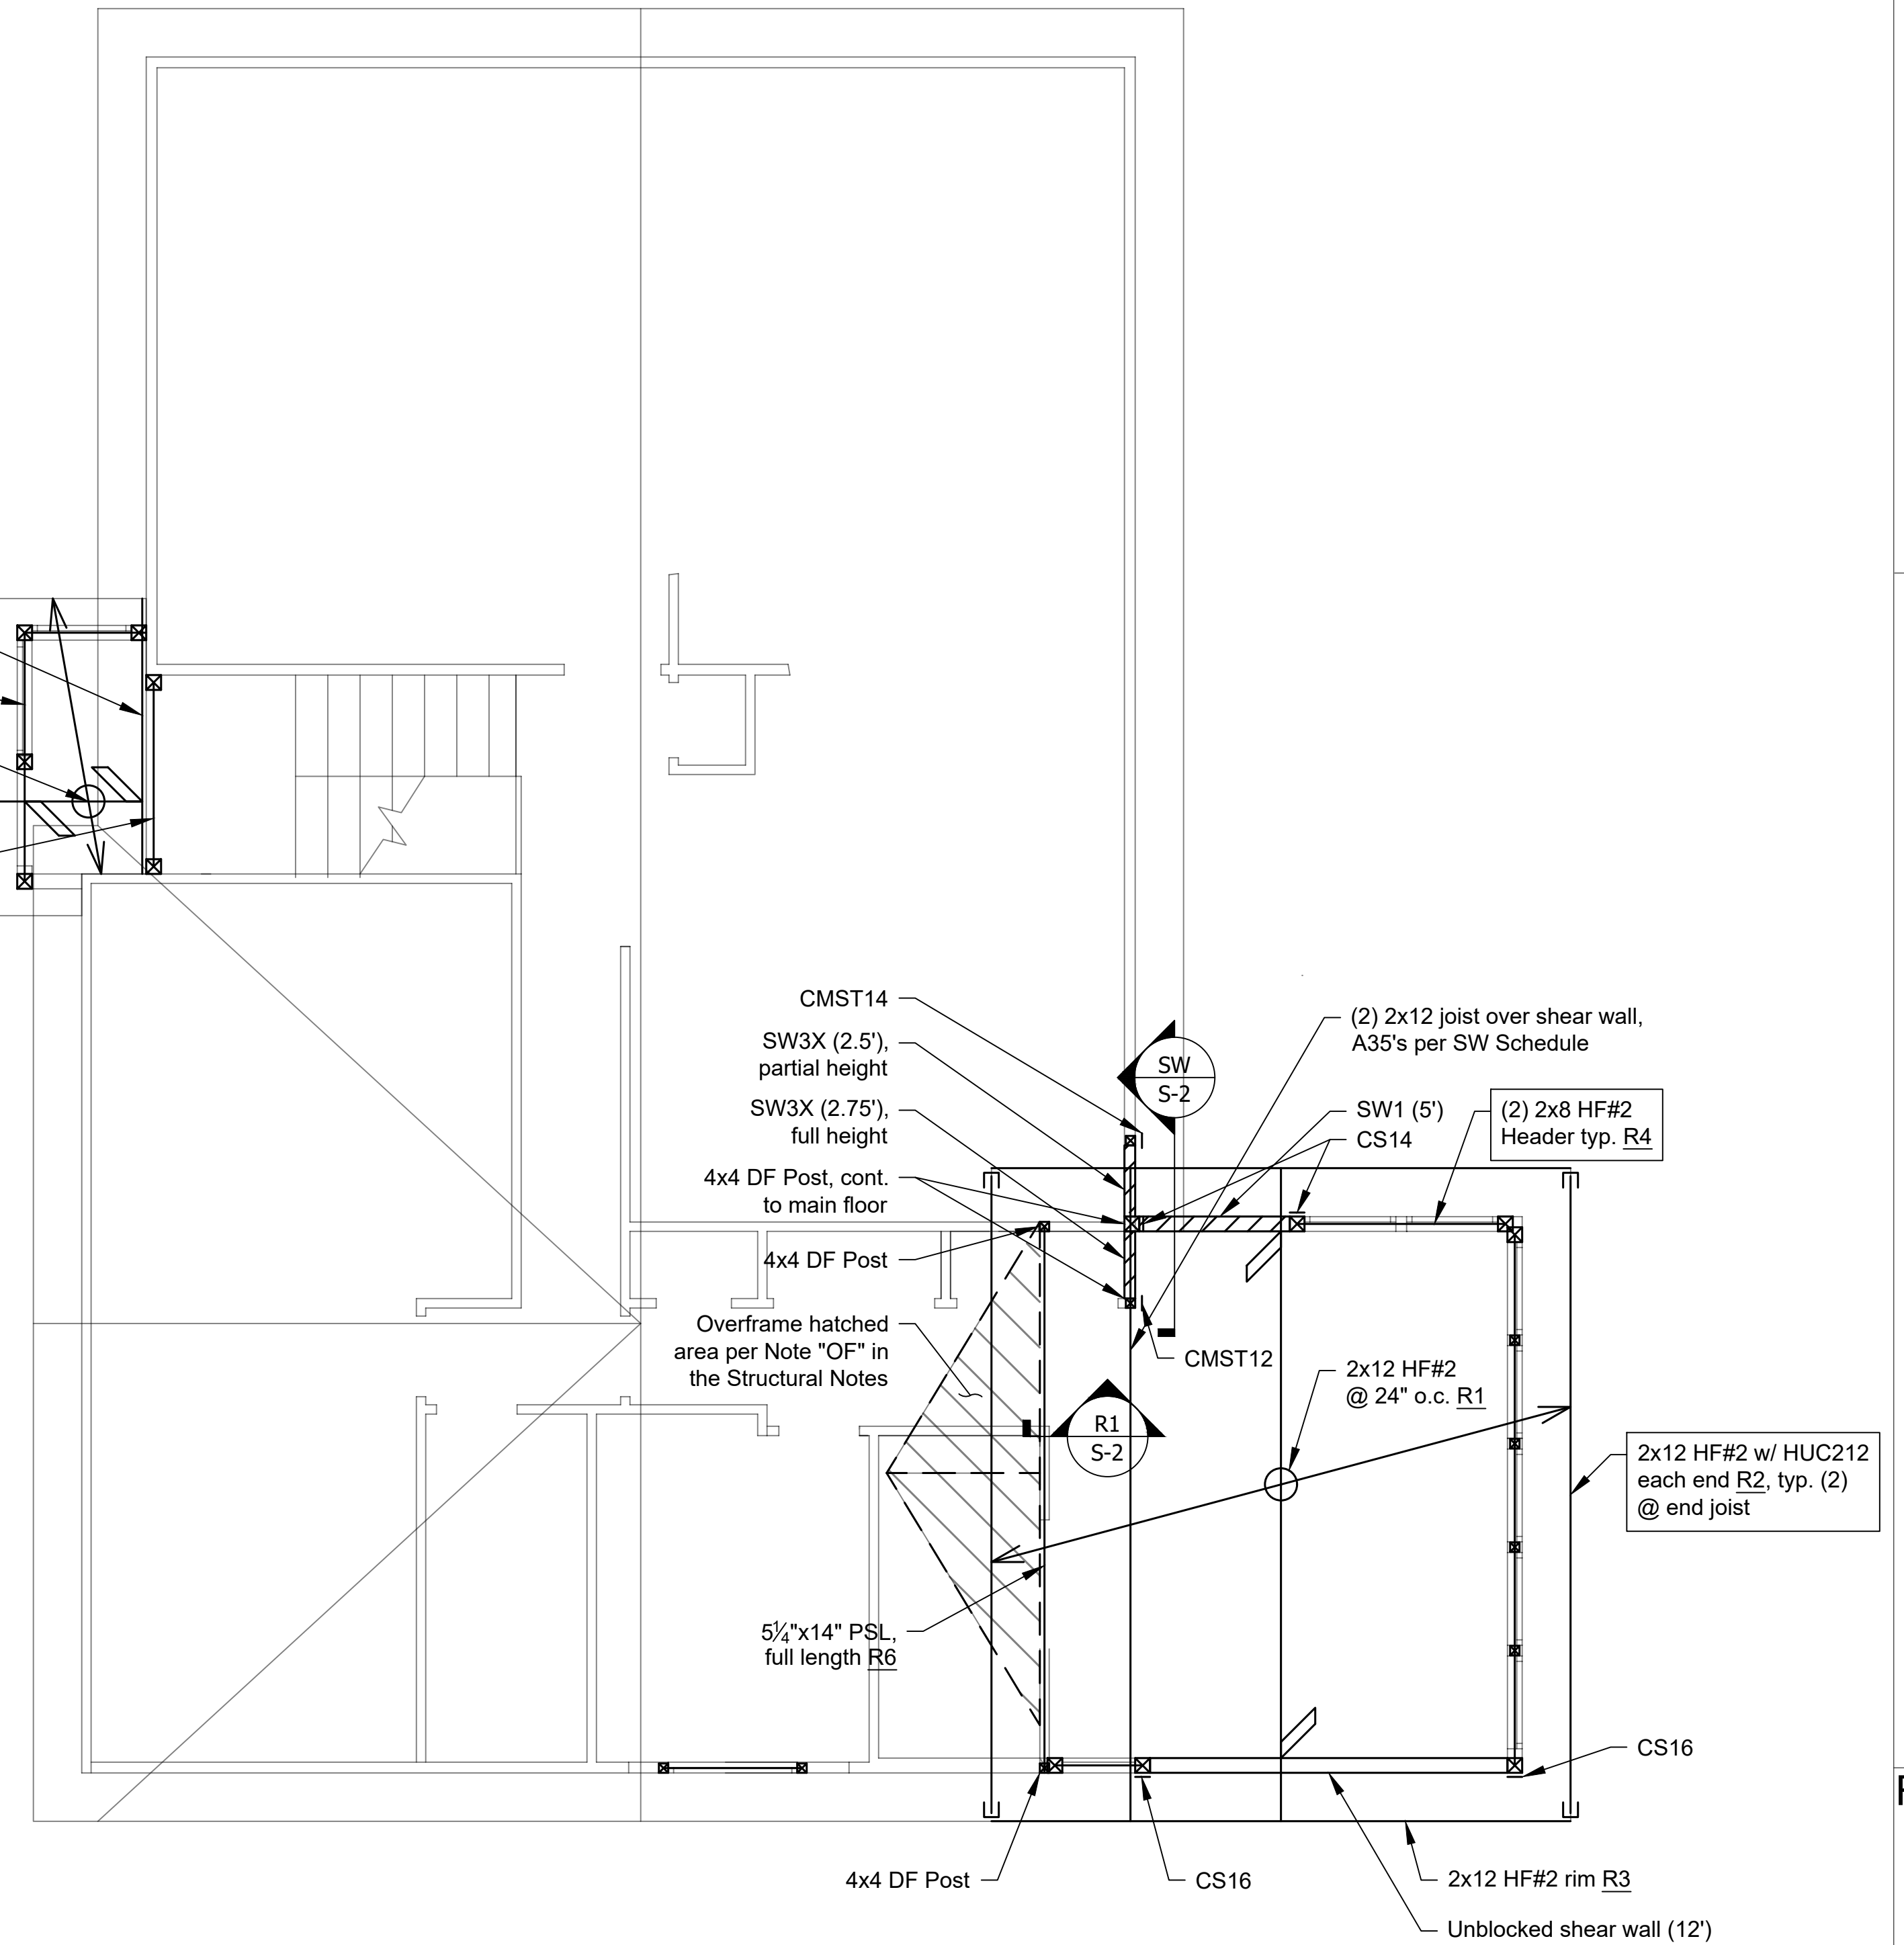 CMST14
SW3X (2.5'),
partial height
SW3X (2.75'),
full height
4x4 DF Post, cont.
to main floor
4x4 DF Post
Overframe hatched
area per Note "OF" in
the Structural Notes
5¼"x14" PSL,
full length R6
4x4 DF Post
SW
S-2
(2) 2x12 joist over shear wall,
A35's per SW Schedule
SW1 (5')
CS14
(2) 2x8 HF#2
Header typ. R4
CMST12
2x12 HF#2
@ 24" o.c. R1
R1
S-2
2x12 HF#2 w/ HUC212
each end R2, typ. (2)
@ end joist
CS16
CS16
2x12 HF#2 rim R3
Unblocked shear wall (12')